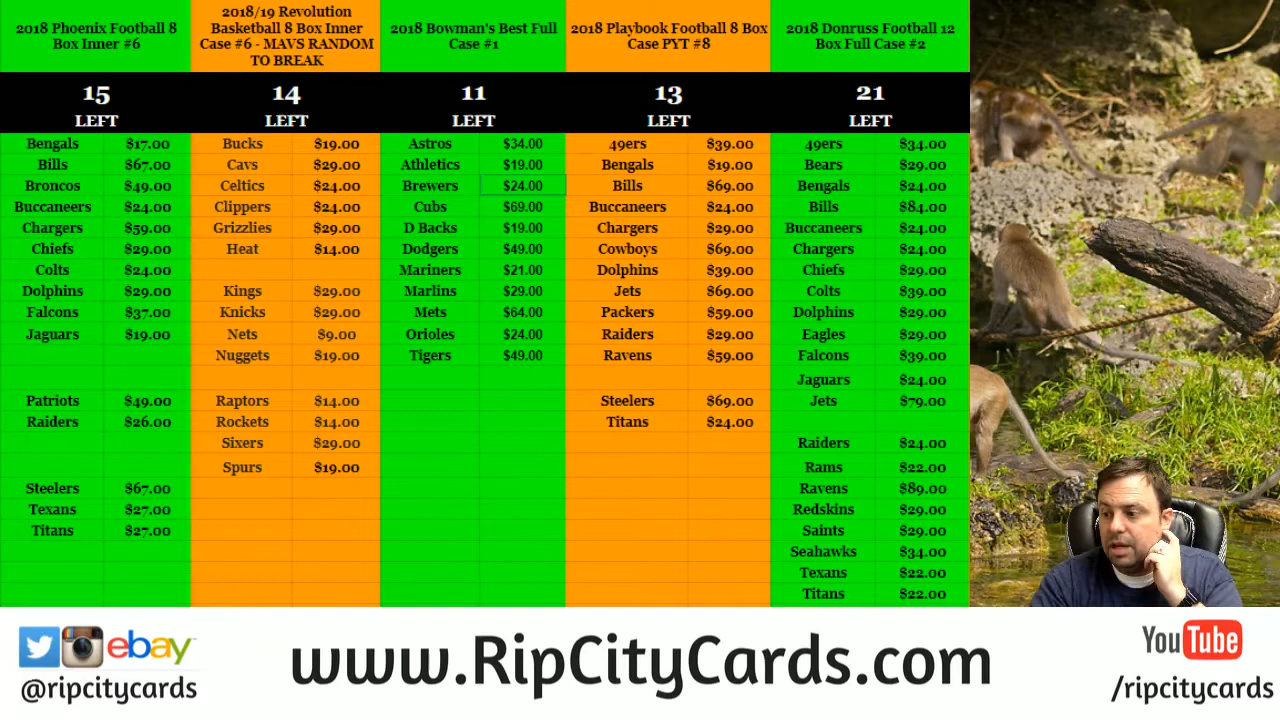 2018 Phoenix Football 8
Box Inner #6
2018/19 Revolution
Basketball 8 Box Inner
Case #6 - MAVS RANDOM
TO BREAK
2018 Bowman's Best Full
Case #1
2018 Playbook Football 8 Box
Case PYT #8
2018 Donruss Football 12
Box Full Case #2
15
LEFT
14
LEFT
11
LEFT
13
LEFT
21
LEFT
Bengals $17.00
Bills $67.00
Broncos $49.00
Buccaneers $24.00
Chargers $59.00
Chiefs $29.00
Colts $24.00
Dolphins $29.00
Falcons $37.00
Jaguars $19.00
Patriots $49.00
Raiders $26.00
Steelers $67.00
Texans $27.00
Titans $27.00
Bucks $19.00
Cavs $29.00
Celtics $24.00
Clippers $24.00
Grizzlies $29.00
Heat $14.00
Kings $29.00
Knicks $29.00
Nets $9.00
Nuggets $19.00
Raptors $14.00
Rockets $14.00
Sixers $29.00
Spurs $19.00
Astros $34.00
Athletics $19.00
Brewers $24.00
Cubs $69.00
D Backs $19.00
Dodgers $49.00
Mariners $21.00
Marlins $29.00
Mets $64.00
Orioles $24.00
Tigers $49.00
49ers $39.00
Bengals $19.00
Bills $69.00
Buccaneers $24.00
Chargers $29.00
Cowboys $69.00
Dolphins $39.00
Jets $69.00
Packers $59.00
Raiders $29.00
Ravens $59.00
Steelers $69.00
Titans $24.00
49ers $34.00
Bears $29.00
Bengals $24.00
Bills $84.00
Buccaneers $24.00
Chargers $24.00
Chiefs $29.00
Colts $39.00
Dolphins $29.00
Eagles $29.00
Falcons $39.00
Jaguars $24.00
Jets $79.00
Raiders $24.00
Rams $22.00
Ravens $89.00
Redskins $29.00
Saints $29.00
Seahawks $34.00
Texans $22.00
Titans $22.00
ebay
@ripcitycards
www.RipCityCards.com
YouTube
/ripcitycards